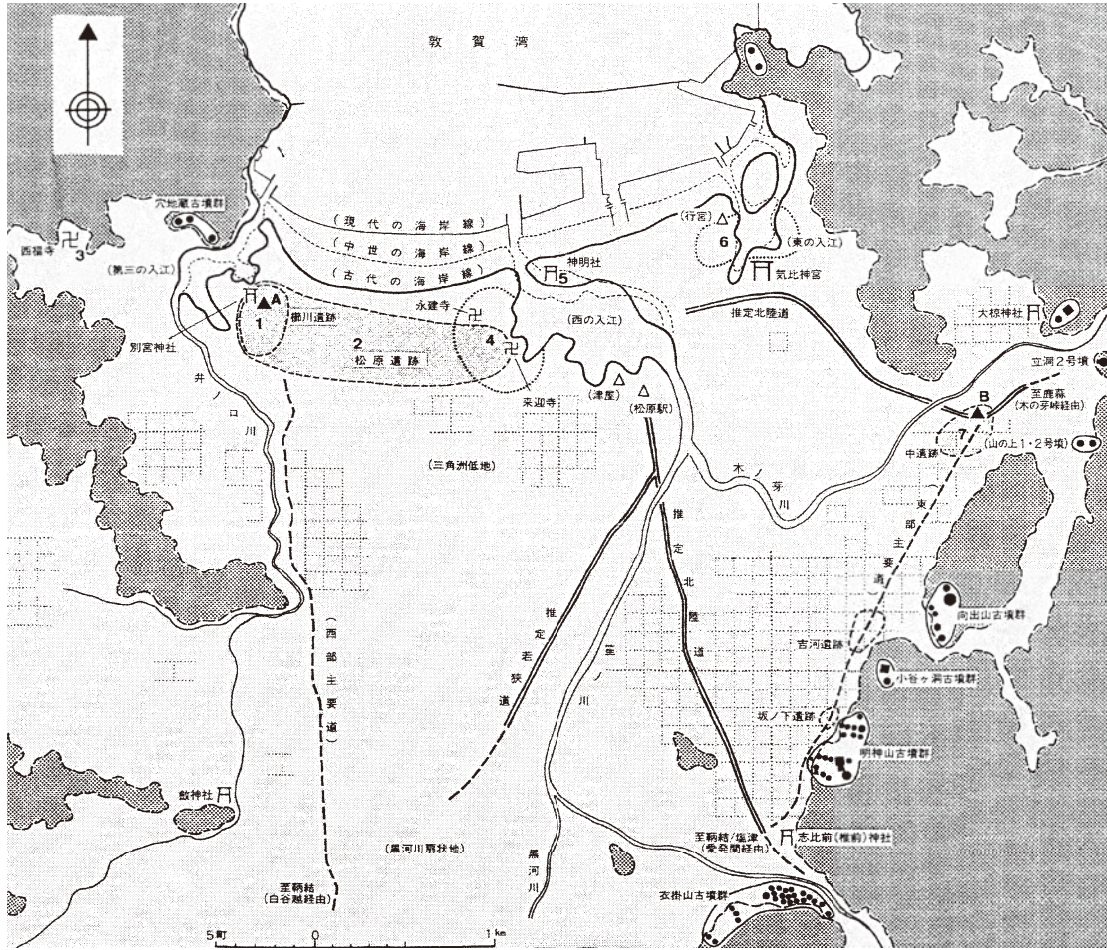 敦賀湾
穴地蔵古墳群
西福寺
3
(第三の入江)
(現代の海岸線)
(中世の海岸線)
(古代の海岸線)
(行宮)
6
(東の入江)
気比神宮
神明社
5
永建寺
(西の入江)
推定北陸道
大椋神社
立洞2号墳
A
1
櫛川遺跡
別宮神社
2
松原遺跡
4
来迎寺
(津屋)
(松原駅)
B
至鹿蒜
(木の芽峠経由)
7
中遺跡
(山の上1・2号墳)
井ノ口川
(三角洲低地)
木ノ芽川
(東部主要道)
推定北陸道
推定若狭道
笙ノ川
(西部主要道)
吉河遺跡
向出山古墳群
小谷ヶ洞古墳群
坂ノ下遺跡
明神山古墳群
劔神社
(黒河川扇状地)
黒河川
至鞆結/塩津
(愛発関経由)
志比前(椎前)神社
至鞆結
(白谷越経由)
衣掛山古墳群
5町
0
1km